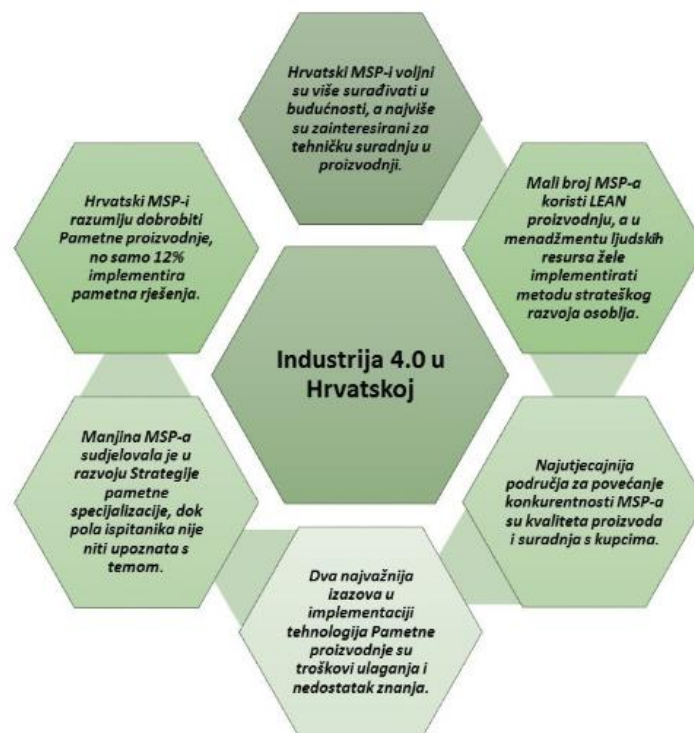 Hrvatski MSP-i voljni
su više surađivati u
budućnosti, a najviše
su zainteresirani za
tehničku suradnju u
proizvodnji.
Mali broj MSP-a
koristi LEAN
proizvodnju, a u
menadžmentu ljudskih
resursa žele
implementirati
metodu strateškog
razvoja osoblja.
Najutjecajnija
područja za povećanje
konkurentnosti MSP-a
su kvaliteta proizvoda
i suradnja s kupcima.
Dva najvažnija
izazova u
implementaciji
tehnologija Pametne
proizvodnje su
troškovi ulaganja i
nedostatak znanja.
Manjina MSP-a
sudjelovala je u
razvoju Strategije
pametne
specijalizacije, dok
pola ispitanika nije
niti upoznata s
temom.
Hrvatski MSP-i
razumiju dobrobiti
Pametne proizvodnje,
no samo 12%
implementira
pametna rješenja.
Industrija 4.0 u
Hrvatskoj